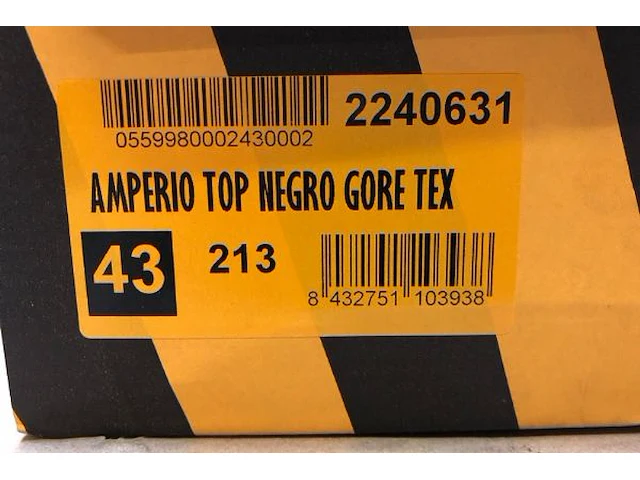 2240631
0559980002430002
AMPERIO TOP NEGRO GORE TEX
43 213
8 432751 103938